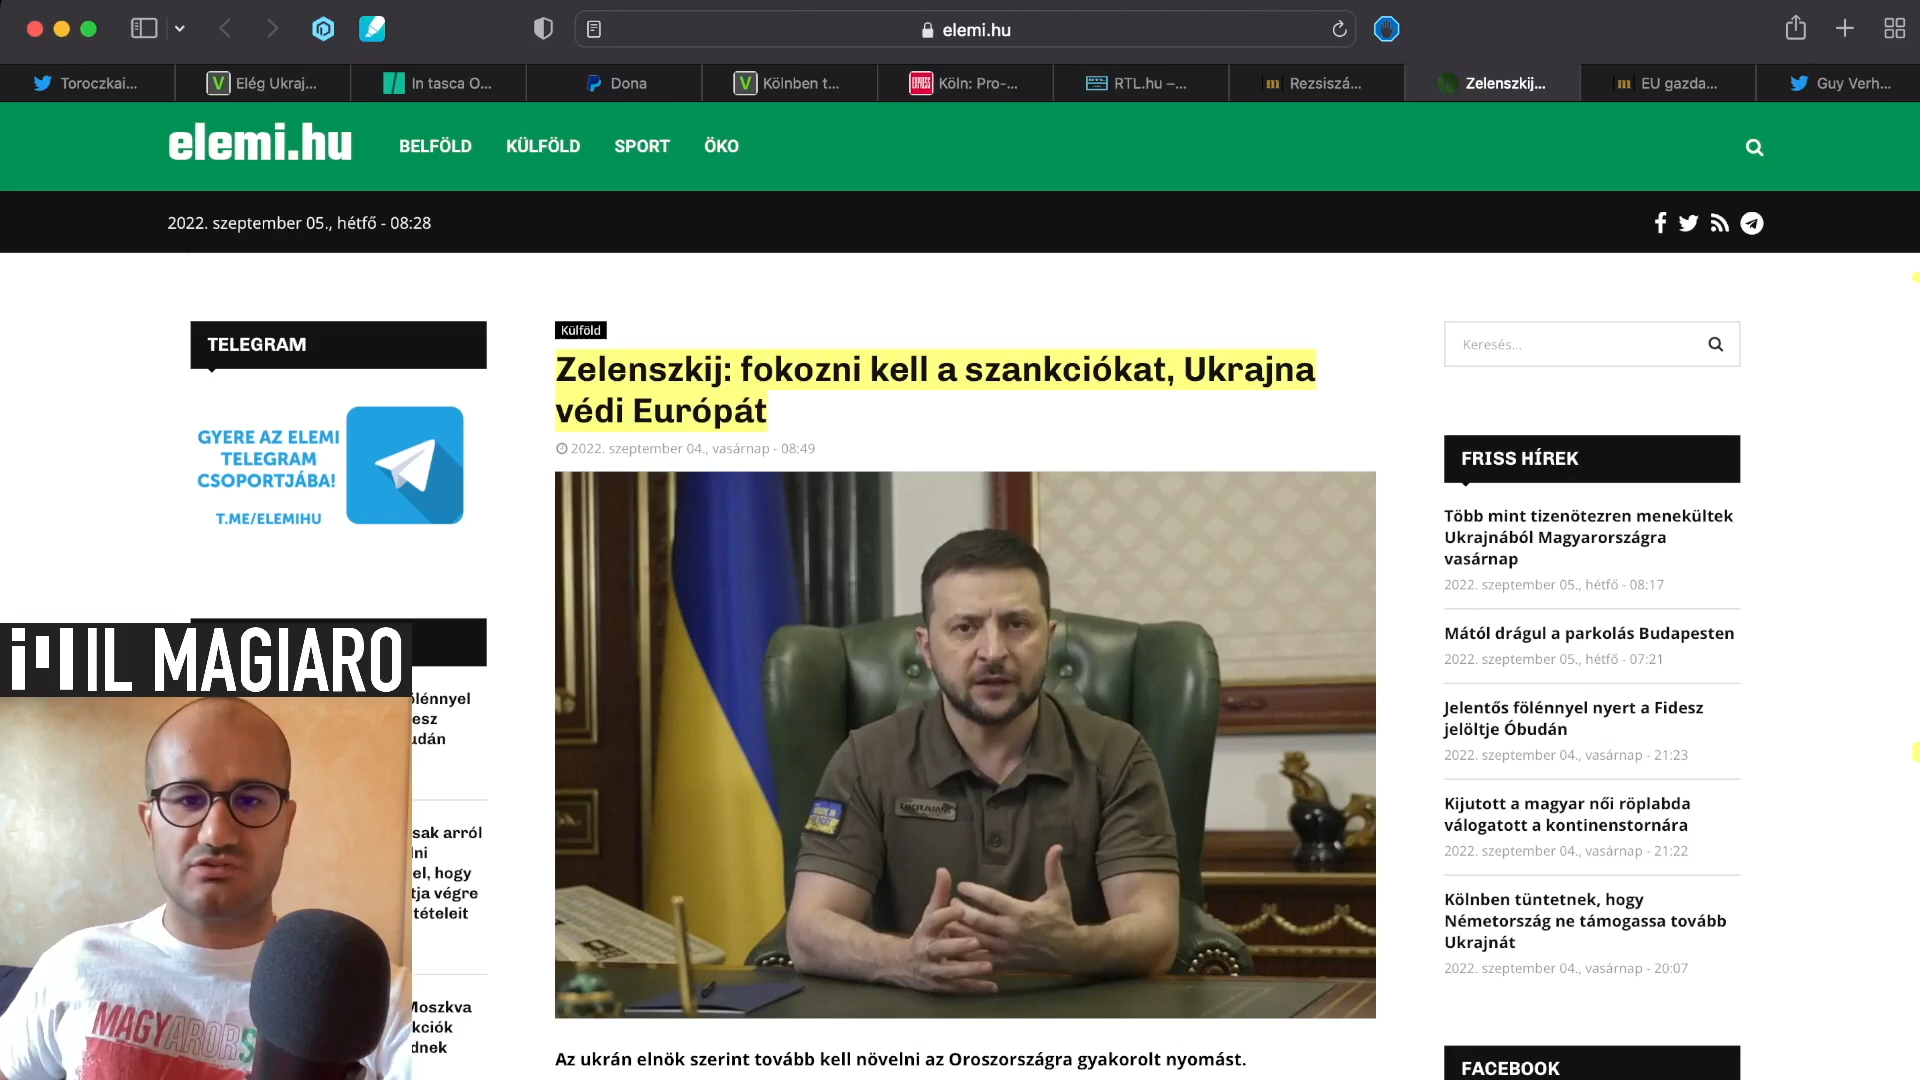 elemi.hu
Toroczkai...
Elég Ukraj...
In tasca O...
Dona
Kölnben t...
Köln: Pro-...
RTL.hu –...
Rezsiszá...
Zelenszkij...
EU gazda...
Guy Verh...
elemi.hu
BELFÖLD
KÜLFÖLD
SPORT
ÖKO
2022. szeptember 05., hétfő - 08:28
TELEGRAM
GYERE AZ ELEMI
TELEGRAM
CSOPORTJÁBA!
T.ME/ELEMIHU
IL MAGIARO
esz
sak arról
el, hogy
tja végre
tételeit
Moszkva
MAGYARORS
Külföld
Zelenszkij: fokozni kell a szankciókat, Ukrajna
védi Európát
2022. szeptember 04., vasárnap - 08:49
UKRAINE
Az ukrán elnök szerint tovább kell növelni az Oroszországra gyakorolt nyomást.
Keresés...
FRISS HÍREK
Több mint tizenötezren menekültek
Ukrajnából Magyarországra
vasárnap
2022. szeptember 05., hétfő - 08:17
Mától drágul a parkolás Budapesten
2022. szeptember 05., hétfő - 07:21
Jelentős fölénnyel nyert a Fidesz
jelöltje Óbudán
2022. szeptember 04., vasárnap - 21:23
Kijutott a magyar női röplabda
válogatott a kontinenstornára
2022. szeptember 04., vasárnap - 21:22
Kölnben tüntetnek, hogy
Németország ne támogassa tovább
Ukrajnát
2022. szeptember 04., vasárnap - 20:07
FACEBOOK